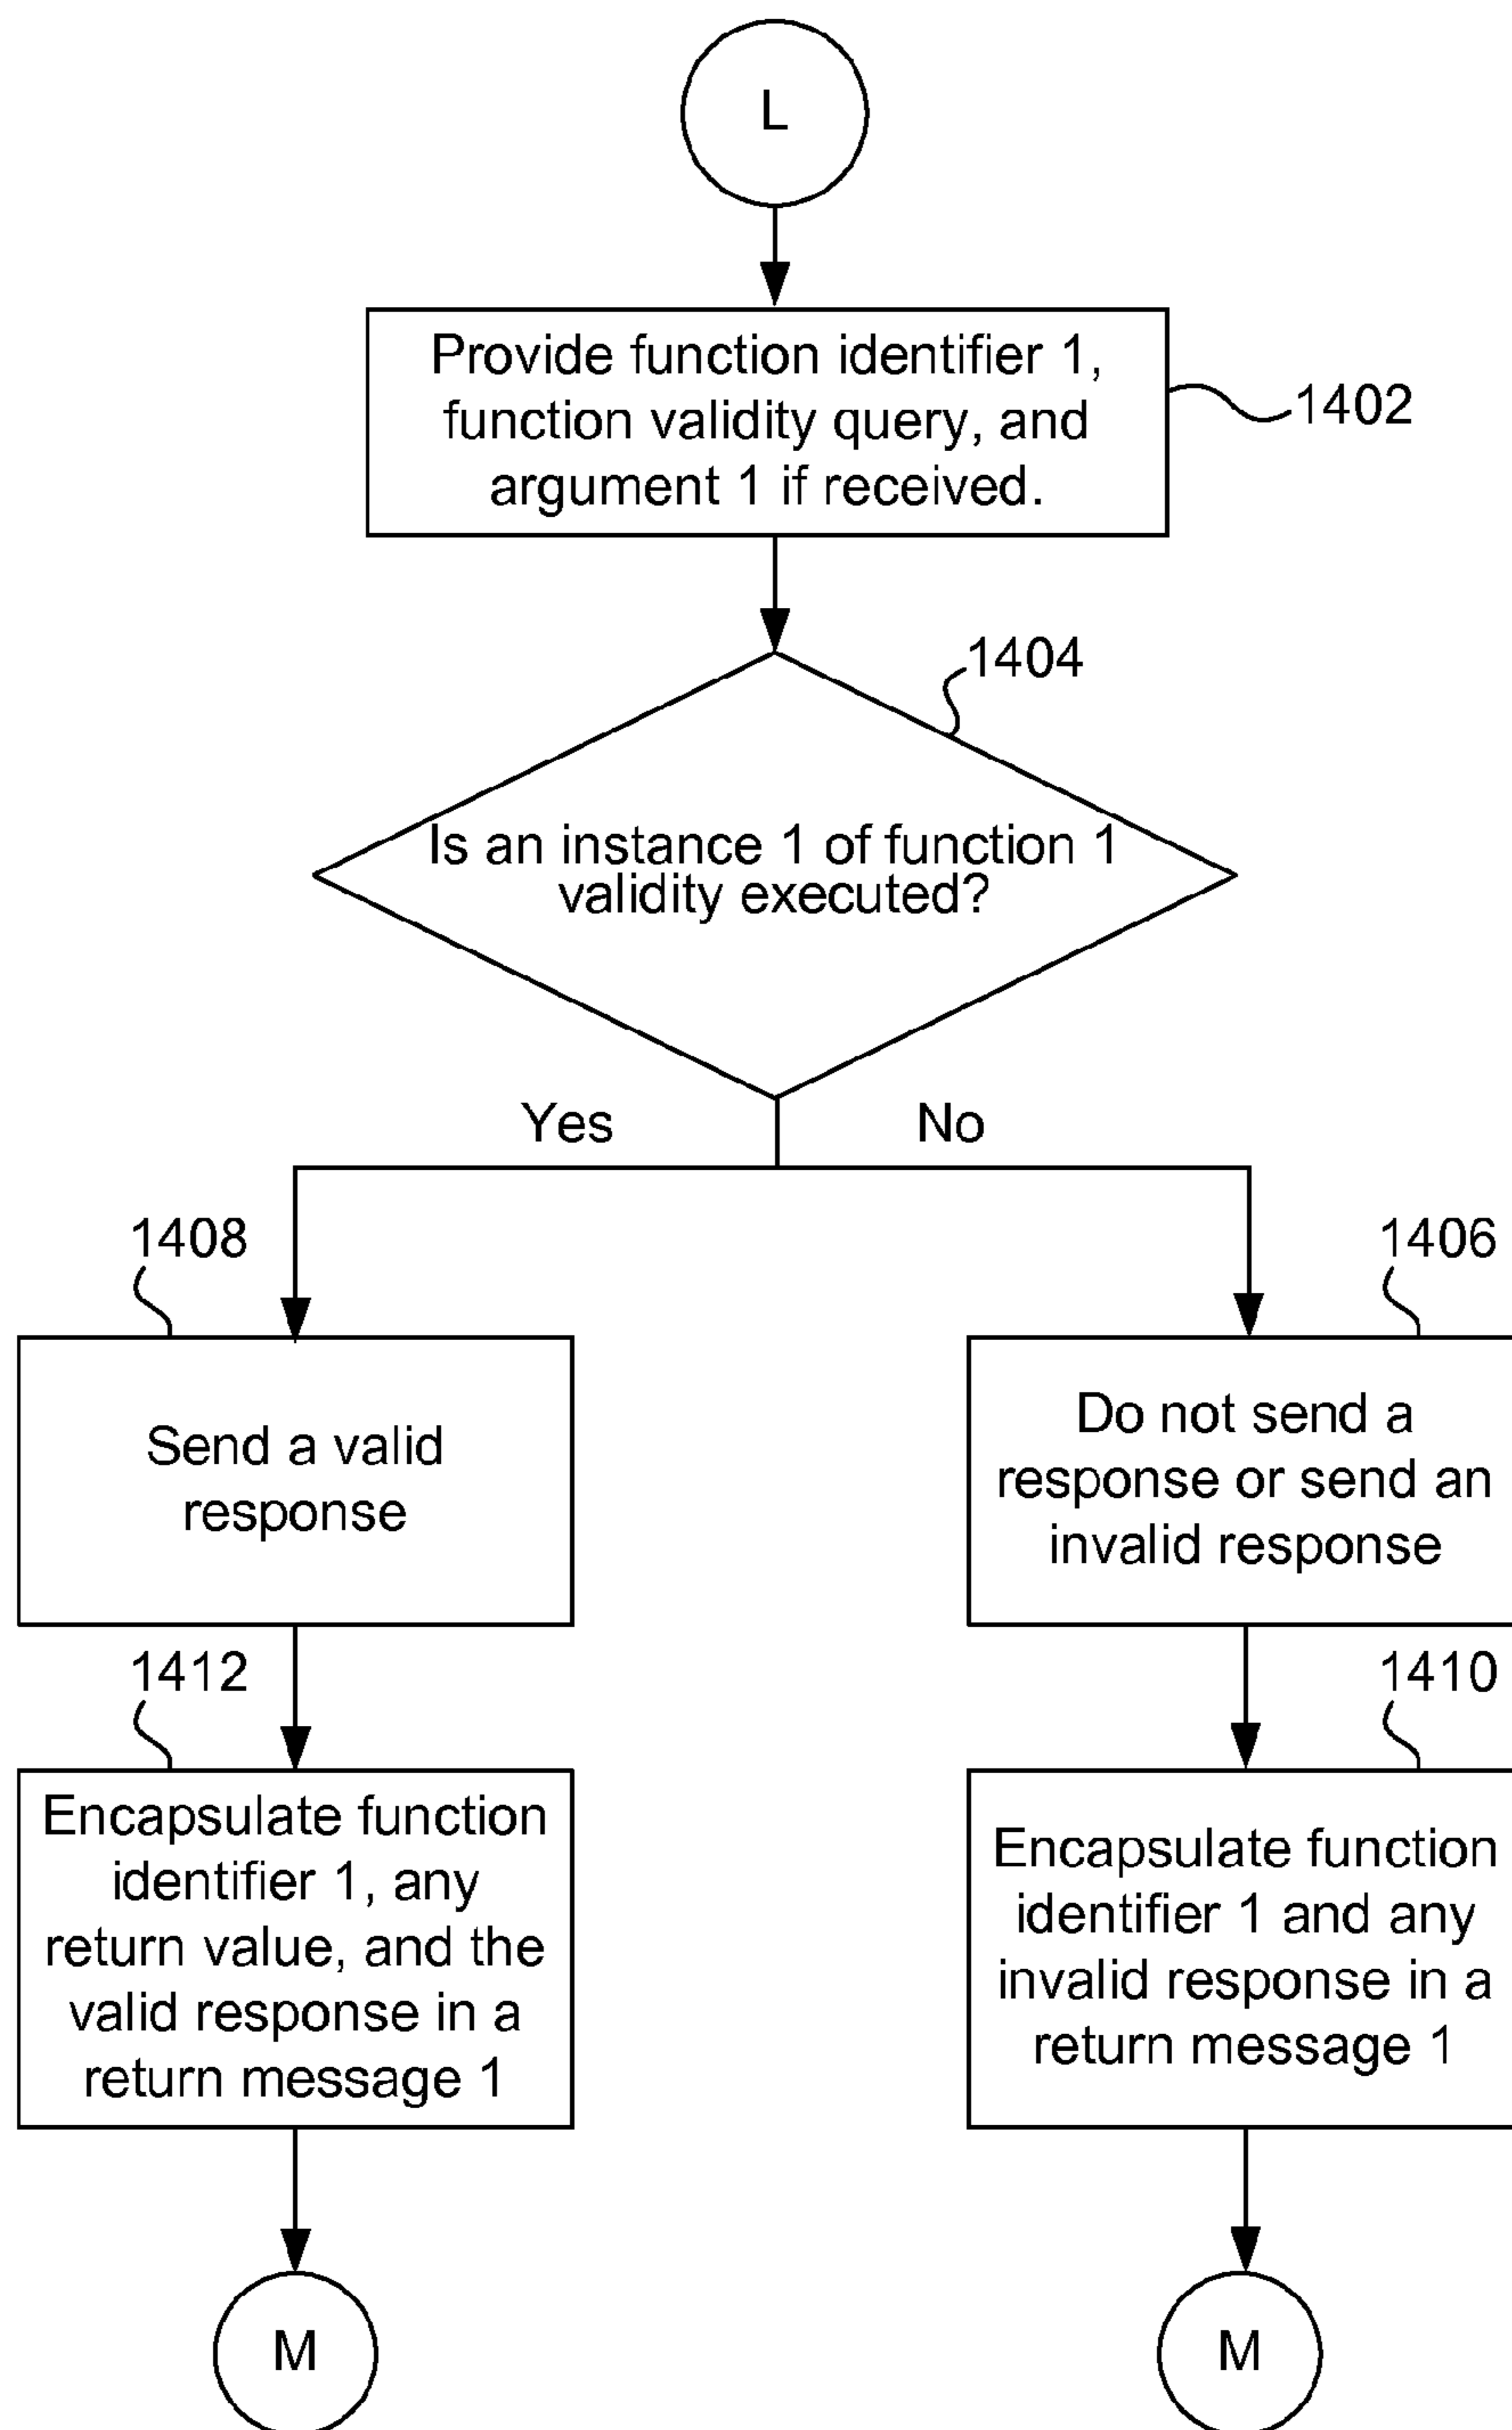 L
Provide function identifier 1,
function validity query, and
argument 1 if received.
1402
1404
Is an instance 1 of function 1
validity executed?
Yes
No
1408
1406
Send a valid
response
Do not send a
response or send an
invalid response
1412
1410
Encapsulate function
identifier 1, any
return value, and the
valid response in a
return message 1
Encapsulate function
identifier 1 and any
invalid response in a
return message 1
M
M